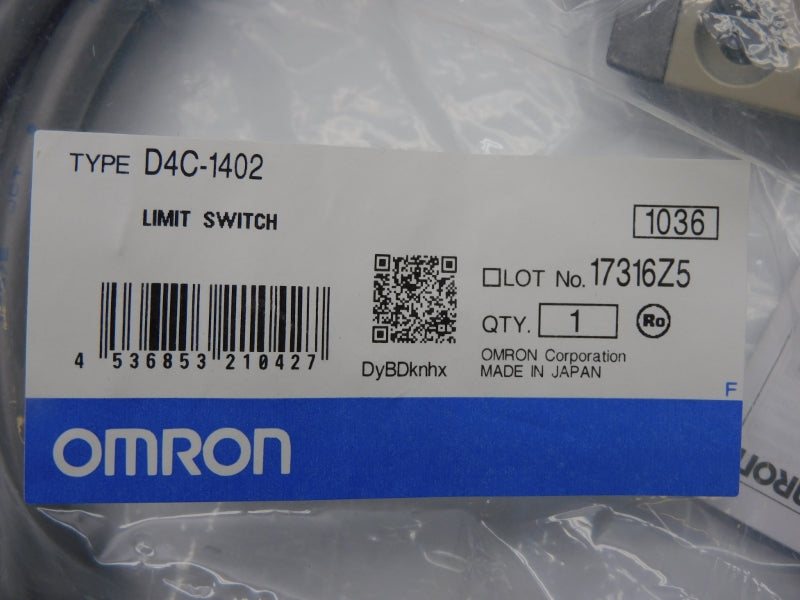 TYPE D4C-1402
LIMIT SWITCH
1036
□LOT No. 17316Z5
QTY. 1 Ro
4 536853 210427
DyBDknhx
OMRON Corporation
MADE IN JAPAN
F
OMRON